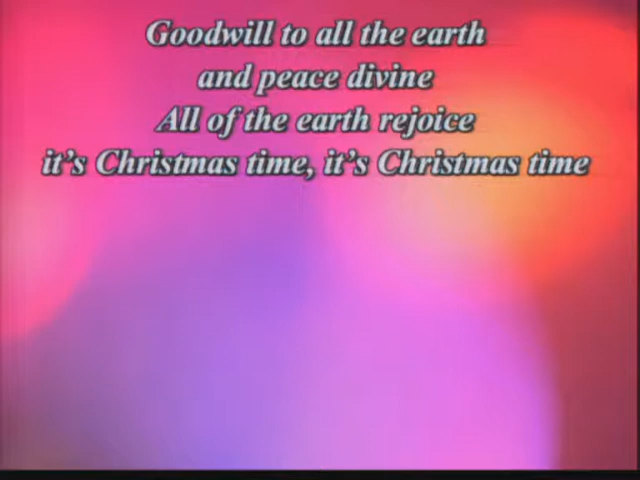 Goodwill to all the earth
and peace divine
All of the earth rejoice
it's Christmas time, it's Christmas time